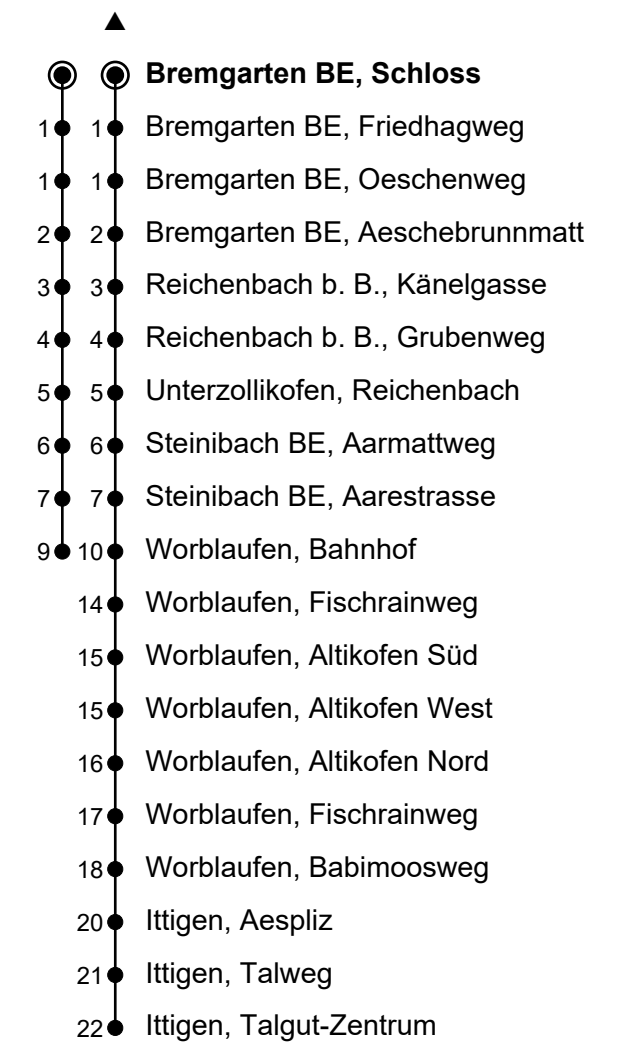 ▲
Bremgarten BE, Schloss
1 1 Bremgarten BE, Friedhagweg
1 1 Bremgarten BE, Oeschenweg
2 2 Bremgarten BE, Aeschebrunnmatt
3 3 Reichenbach b. B., Känelgasse
4 4 Reichenbach b. B., Grubenweg
5 5 Unterzollikofen, Reichenbach
6 6 Steinibach BE, Aarmattweg
7 7 Steinibach BE, Aarestrasse
9 10 Worblaufen, Bahnhof
14 Worblaufen, Fischrainweg
15 Worblaufen, Altikofen Süd
15 Worblaufen, Altikofen West
16 Worblaufen, Altikofen Nord
17 Worblaufen, Fischrainweg
18 Worblaufen, Babimoosweg
20 Ittigen, Aespliz
21 Ittigen, Talweg
22 Ittigen, Talgut-Zentrum